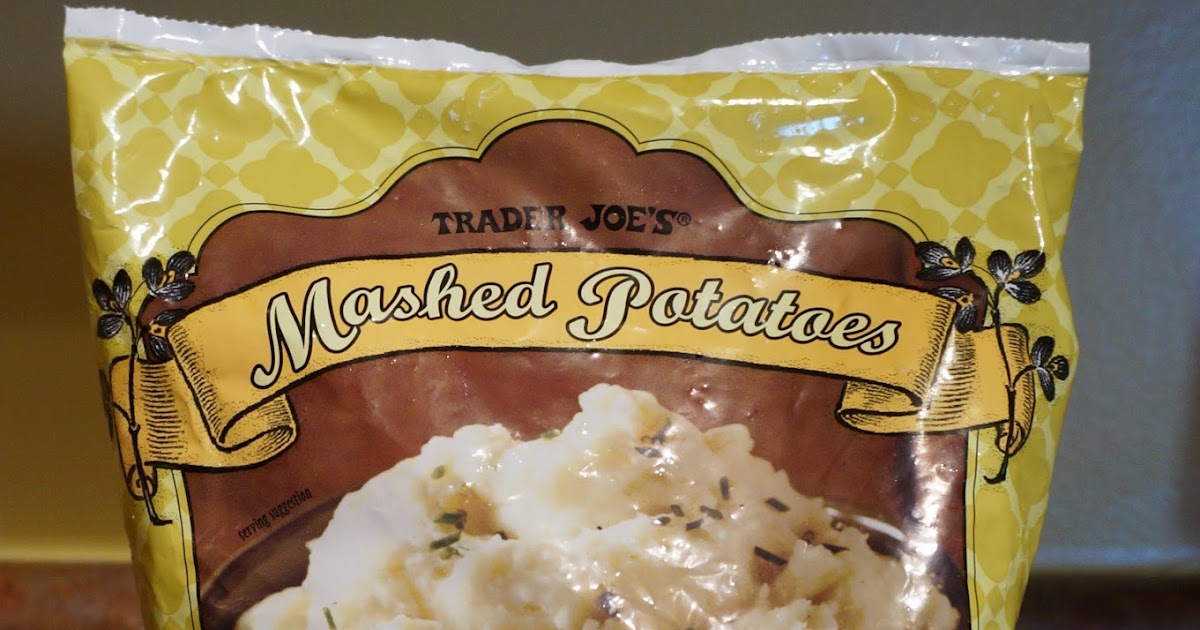 TRADER JOE'S®
Mashed Potatoes
serving suggestion